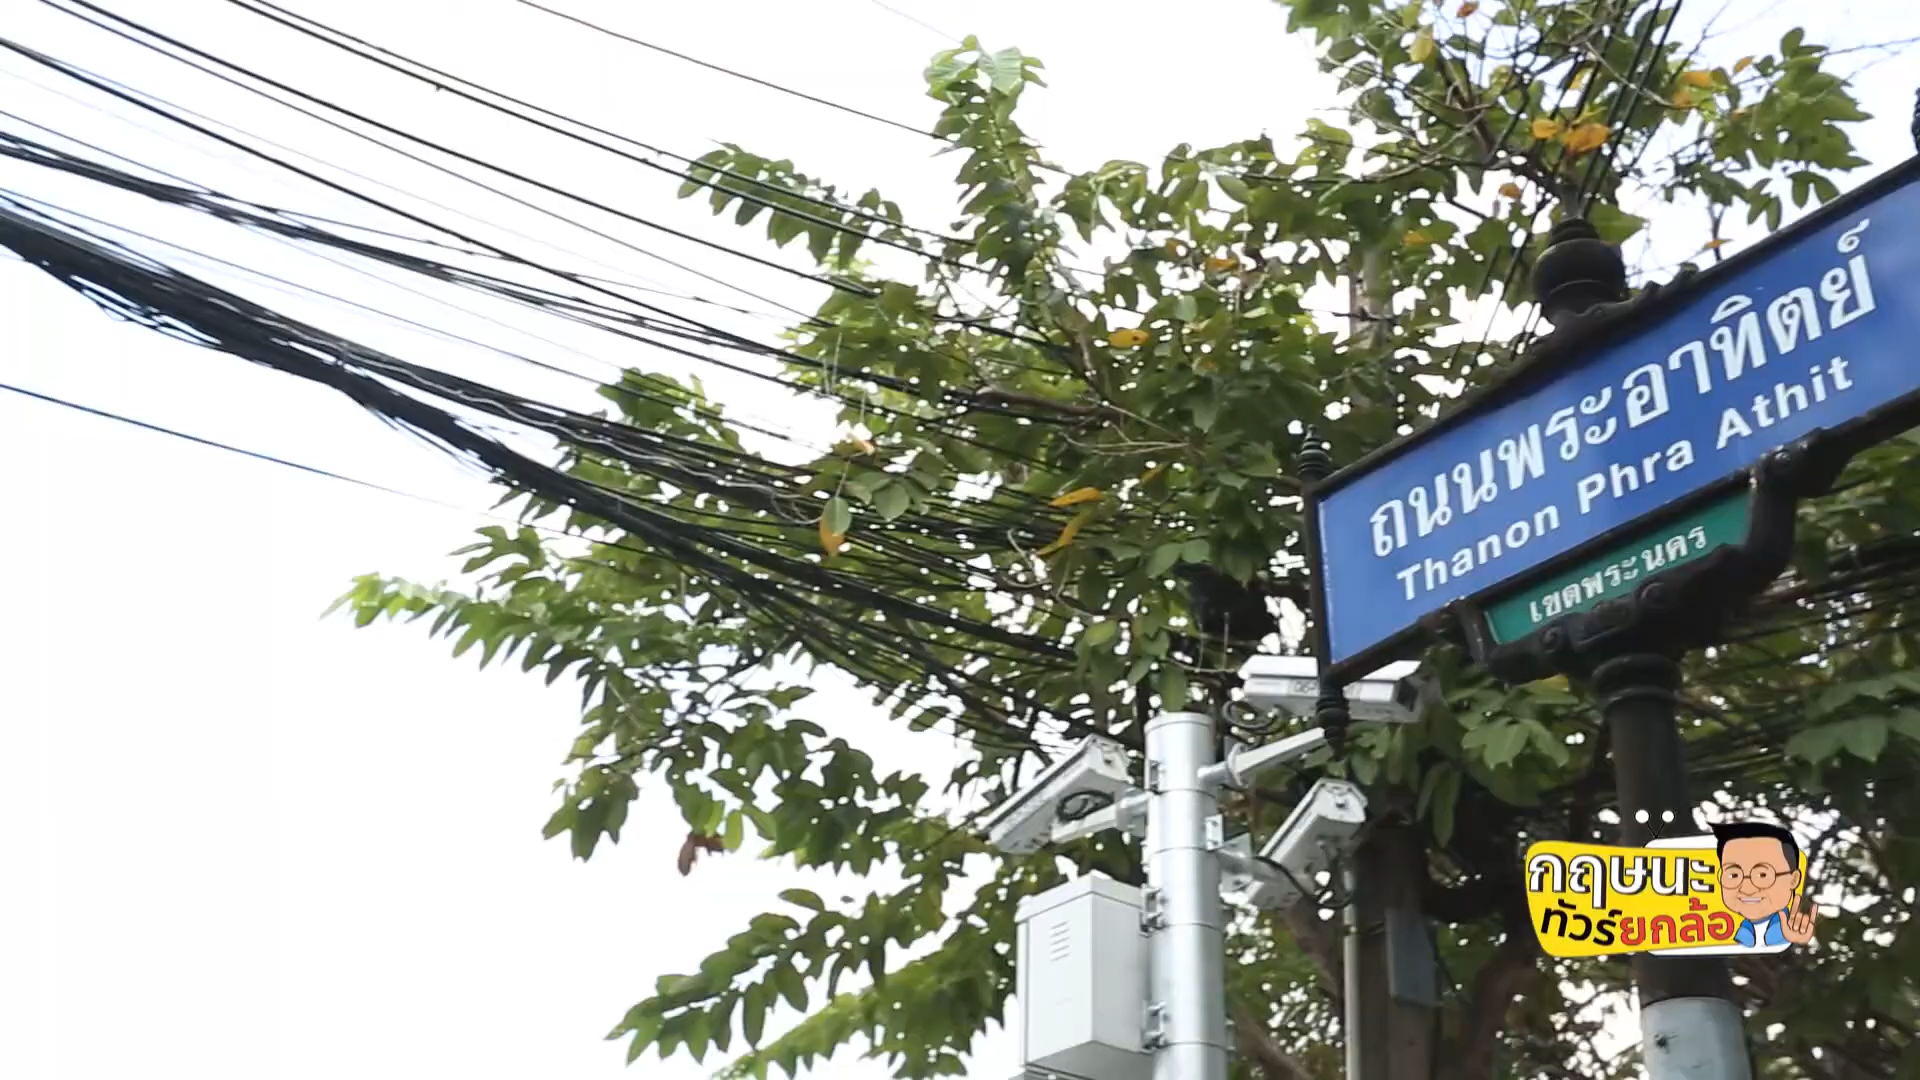 ถนนพระอาทิตย์
Thanon Phra Athit
เขตพระนคร
กฤษนะ
ทัวร์ยกล้อ